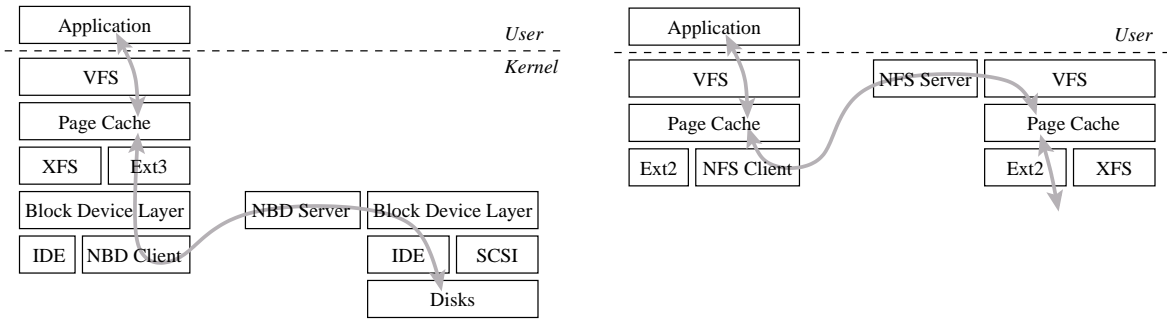 Application
User
Kernel
VFS
Page Cache
XFS Ext3
Block Device Layer NBD Server Block Device Layer
IDE NBD Client IDE SCSI
Disks
Application
User
VFS NFS Server VFS
Page Cache Page Cache
Ext2 NFS Client Ext2 XFS